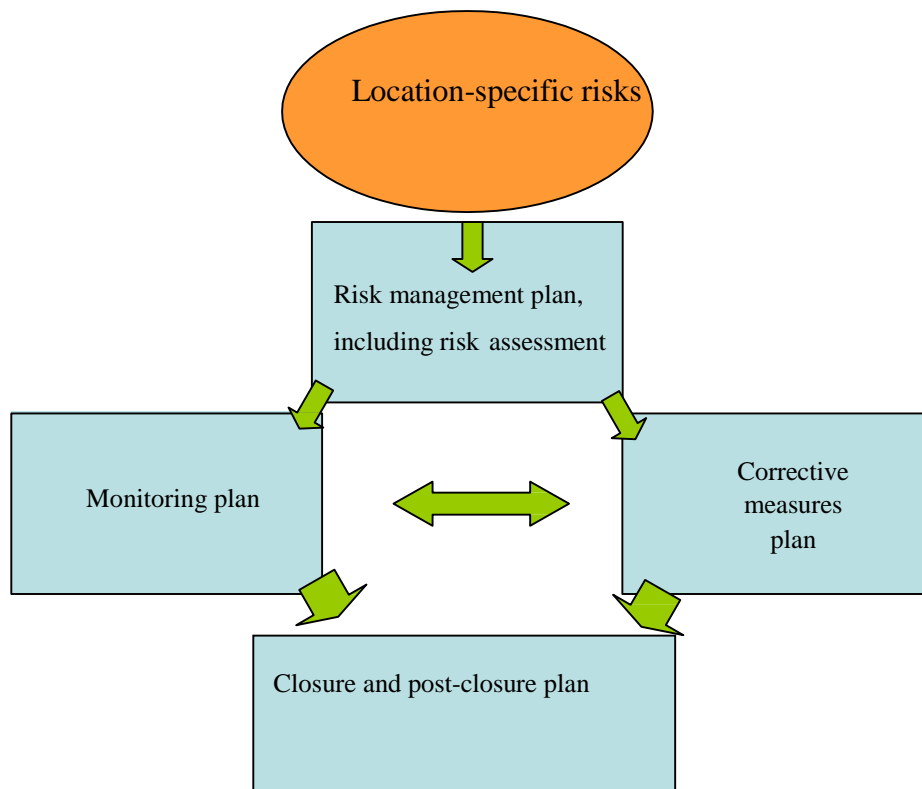 Location-specific risks
Risk management plan,
including risk assessment
Monitoring plan
Corrective
measures
plan
Closure and post-closure plan